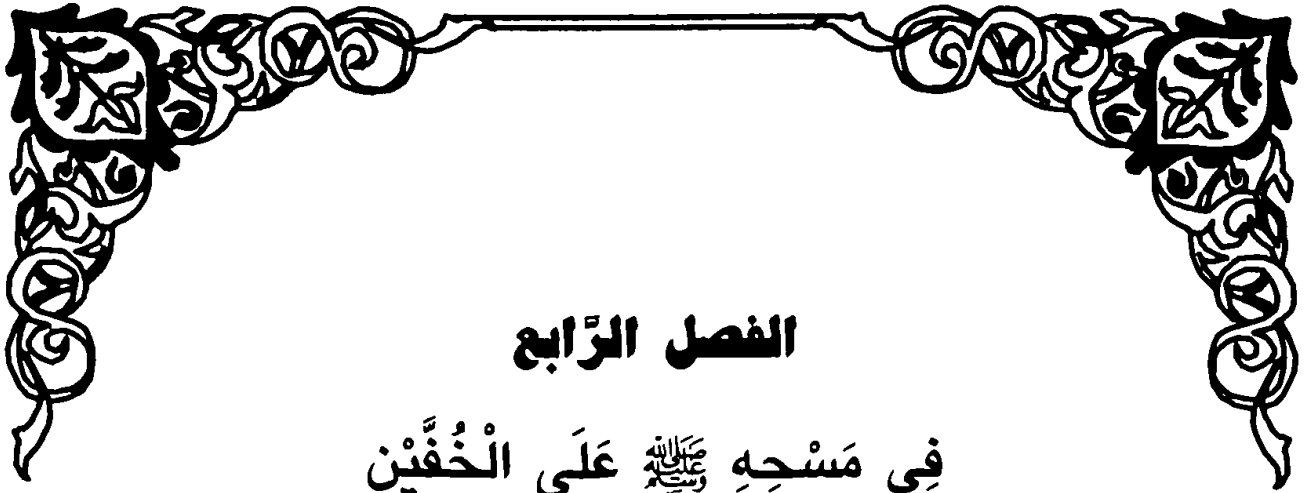 الفصل الرَّابع
فِي مَسْحِهِ ﷺ عَلَى الْخُفَّيْنِ